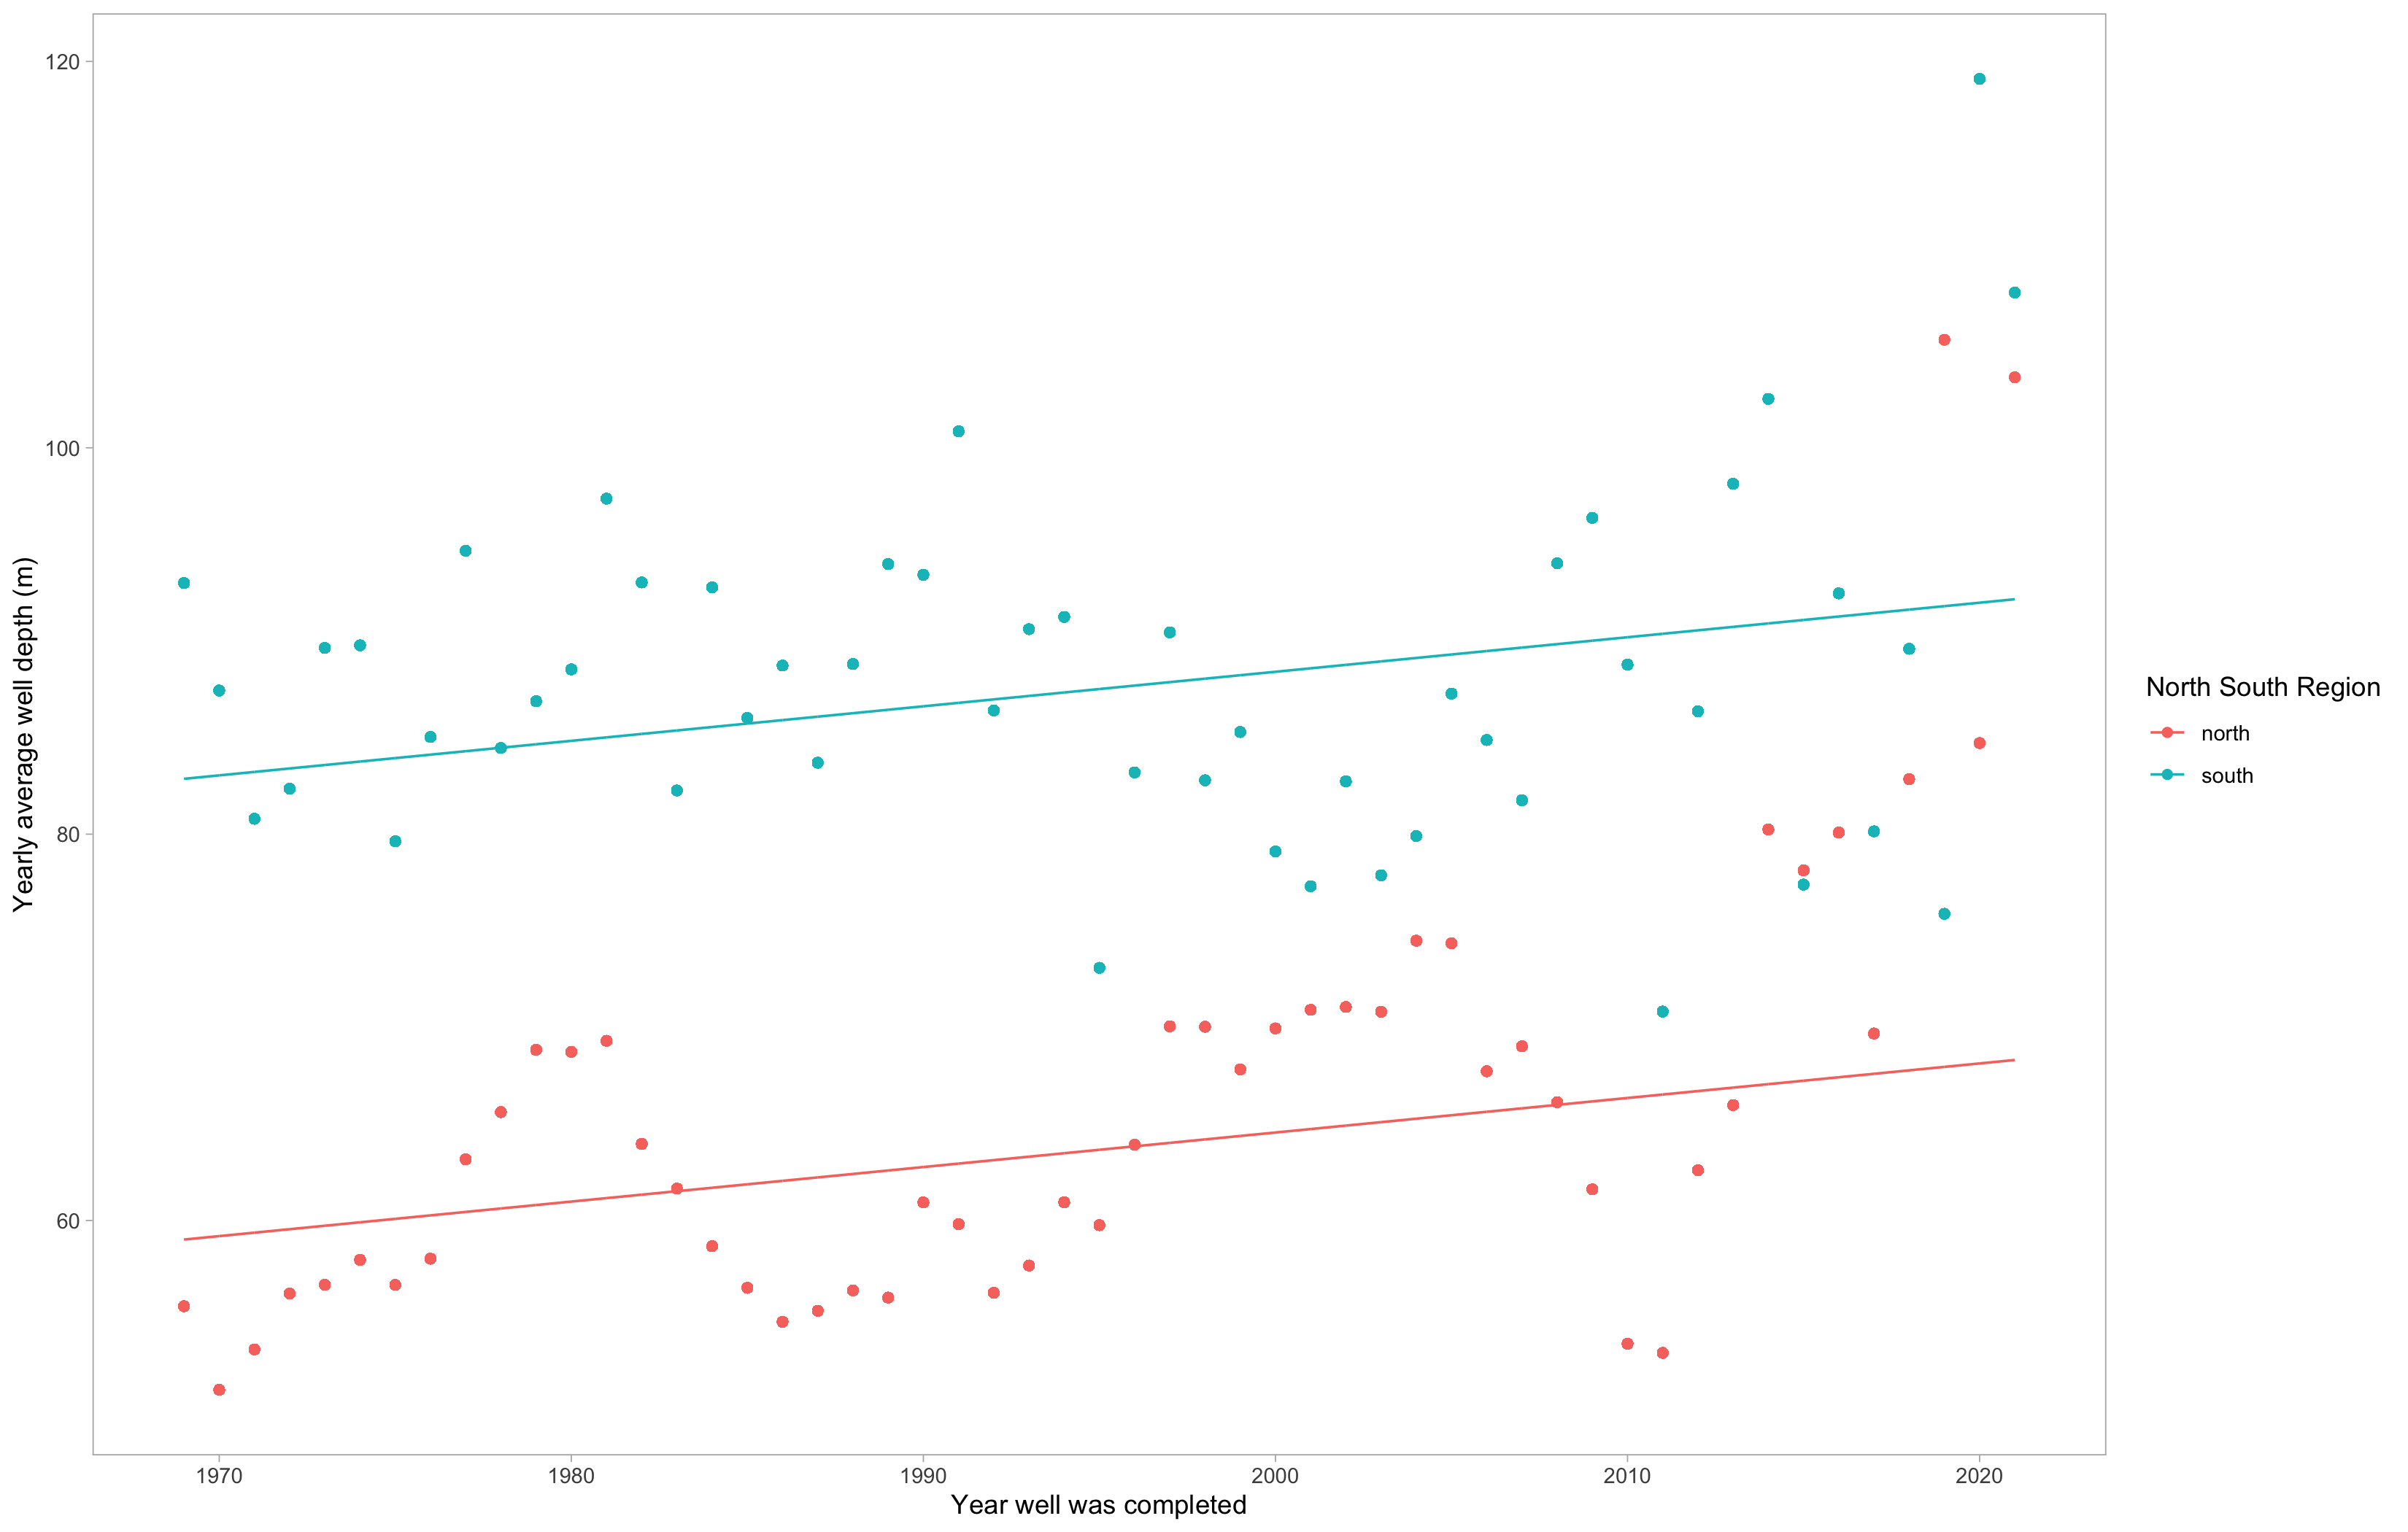 Yearly average well depth (m)
120
100
80
60
1970 1980 1990 2000 2010 2020
Year well was completed
North South Region
north
south